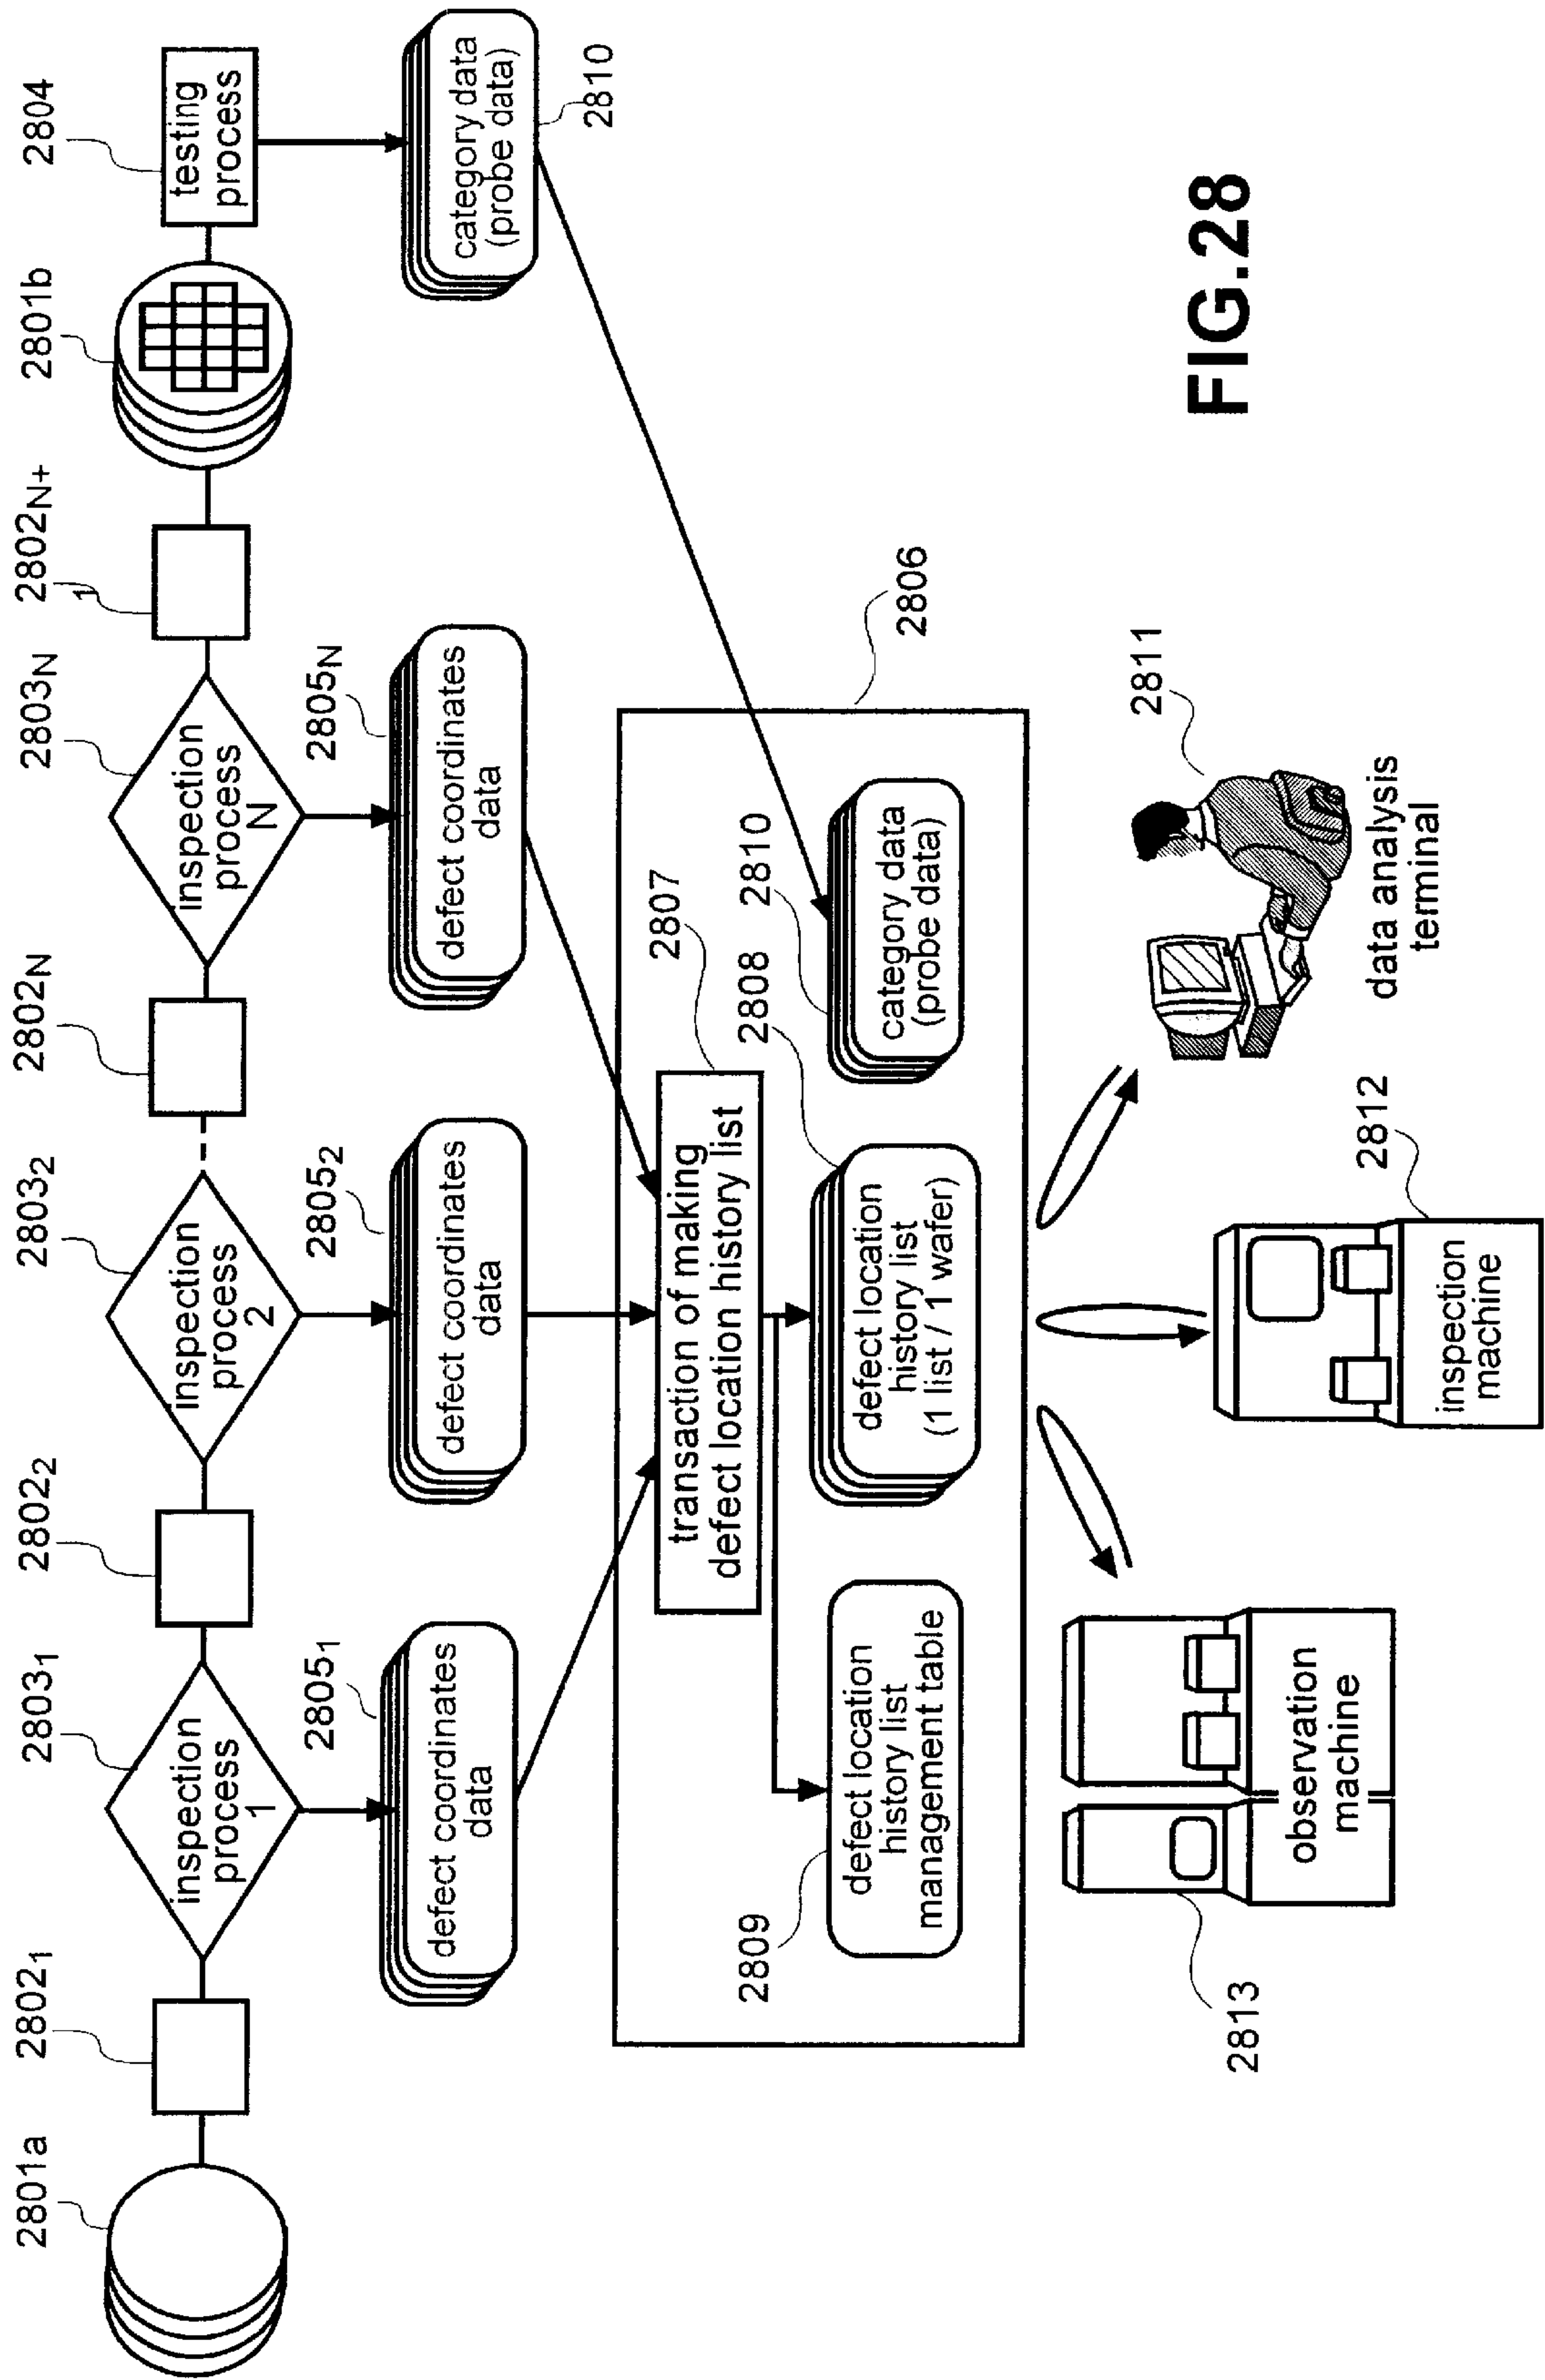 2801a
2802₁
2803₁
2802₂
2803₂
2802N
2803N
2802N+
1
2801b
2804
inspection
process
1
inspection
process
2
inspection
process
N
testing
process
2805₁
2805₂
2805N
defect coordinates
data
defect coordinates
data
defect coordinates
data
category data
(probe data)
2810
2806
transaction of making
defect location history list
2807
2809
defect location
history list
management table
2808
defect location
history list
(1 list / 1 wafer)
2810
category data
(probe data)
2813
observation
machine
inspection
machine
2812
2811
data analysis
terminal
FIG.28